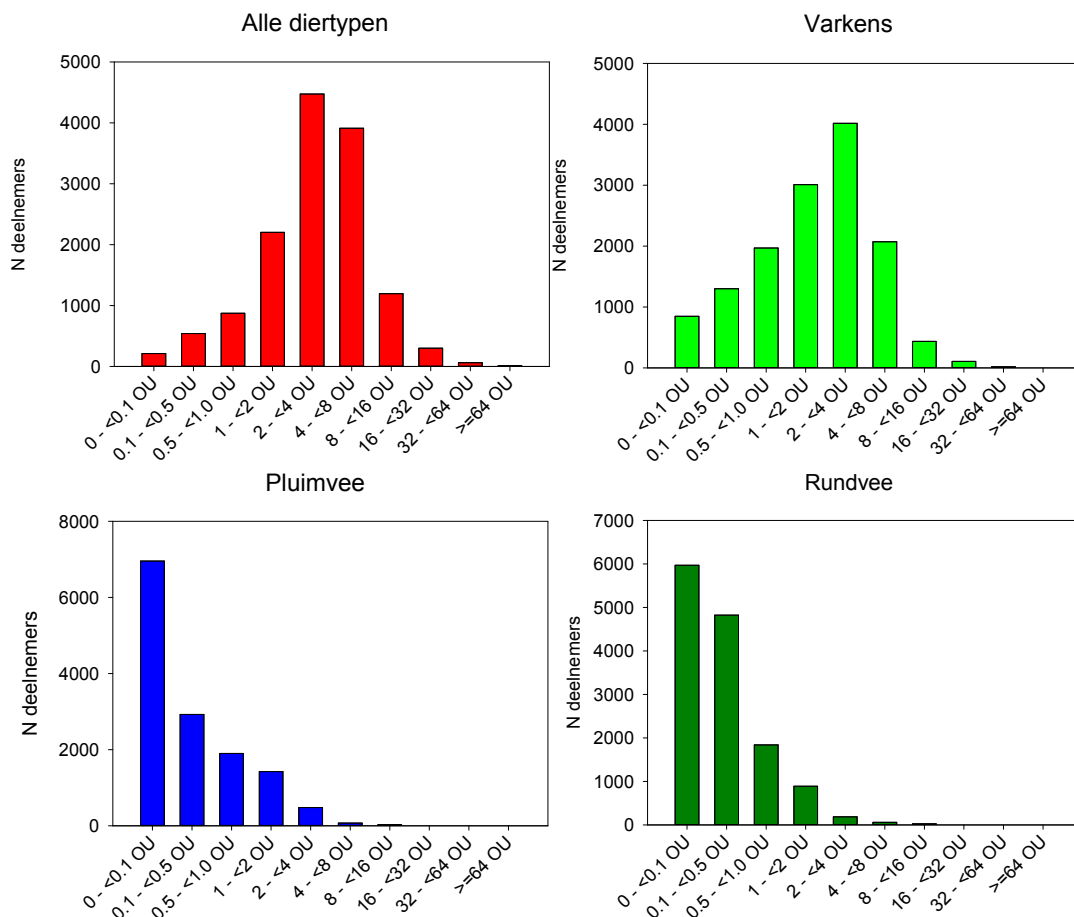 Alle diertypen
N deelnemers
5000
4000
3000
2000
1000
0
0 - <0.1 OU
0.1 - <0.5 OU
0.5 - <1.0 OU
1 - <2 OU
2 - <4 OU
4 - <8 OU
8 - <16 OU
16 - <32 OU
32 - <64 OU
>=64 OU
Varkens
N deelnemers
5000
4000
3000
2000
1000
0
0 - <0.1 OU
0.1 - <0.5 OU
0.5 - <1.0 OU
1 - <2 OU
2 - <4 OU
4 - <8 OU
8 - <16 OU
16 - <32 OU
32 - <64 OU
>=64 OU
Pluimvee
N deelnemers
8000
6000
4000
2000
0
0 - <0.1 OU
0.1 - <0.5 OU
0.5 - <1.0 OU
1 - <2 OU
2 - <4 OU
4 - <8 OU
8 - <16 OU
16 - <32 OU
32 - <64 OU
>=64 OU
Rundvee
N deelnemers
7000
6000
5000
4000
3000
2000
1000
0
0 - <0.1 OU
0.1 - <0.5 OU
0.5 - <1.0 OU
1 - <2 OU
2 - <4 OU
4 - <8 OU
8 - <16 OU
16 - <32 OU
32 - <64 OU
>=64 OU